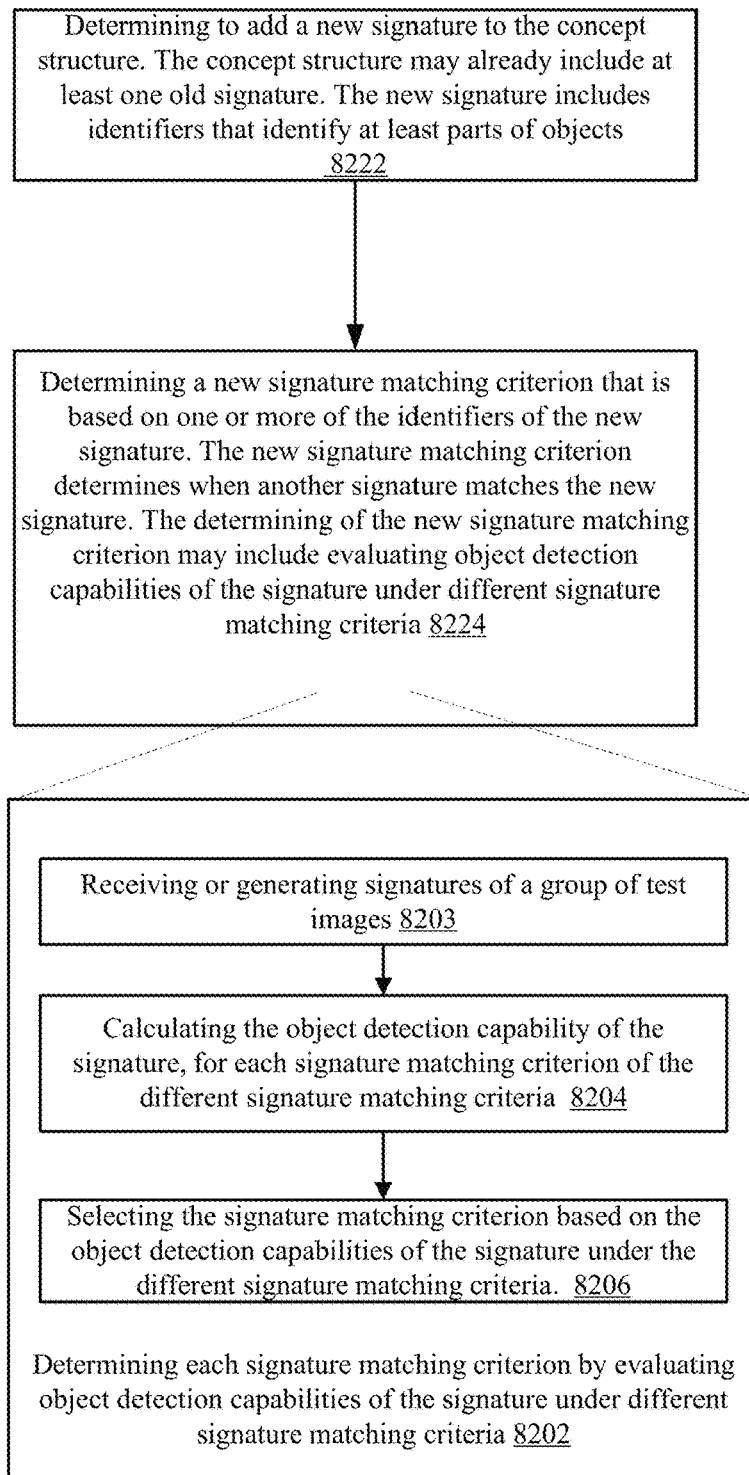 Determining to add a new signature to the concept
structure. The concept structure may already include at
least one old signature. The new signature includes
identifiers that identify at least parts of objects
8222
Determining a new signature matching criterion that is
based on one or more of the identifiers of the new
signature. The new signature matching criterion
determines when another signature matches the new
signature. The determining of the new signature matching
criterion may include evaluating object detection
capabilities of the signature under different signature
matching criteria 8224
Receiving or generating signatures of a group of test
images 8203
Calculating the object detection capability of the
signature, for each signature matching criterion of the
different signature matching criteria 8204
Selecting the signature matching criterion based on the
object detection capabilities of the signature under the
different signature matching criteria. 8206
Determining each signature matching criterion by evaluating
object detection capabilities of the signature under different
signature matching criteria 8202